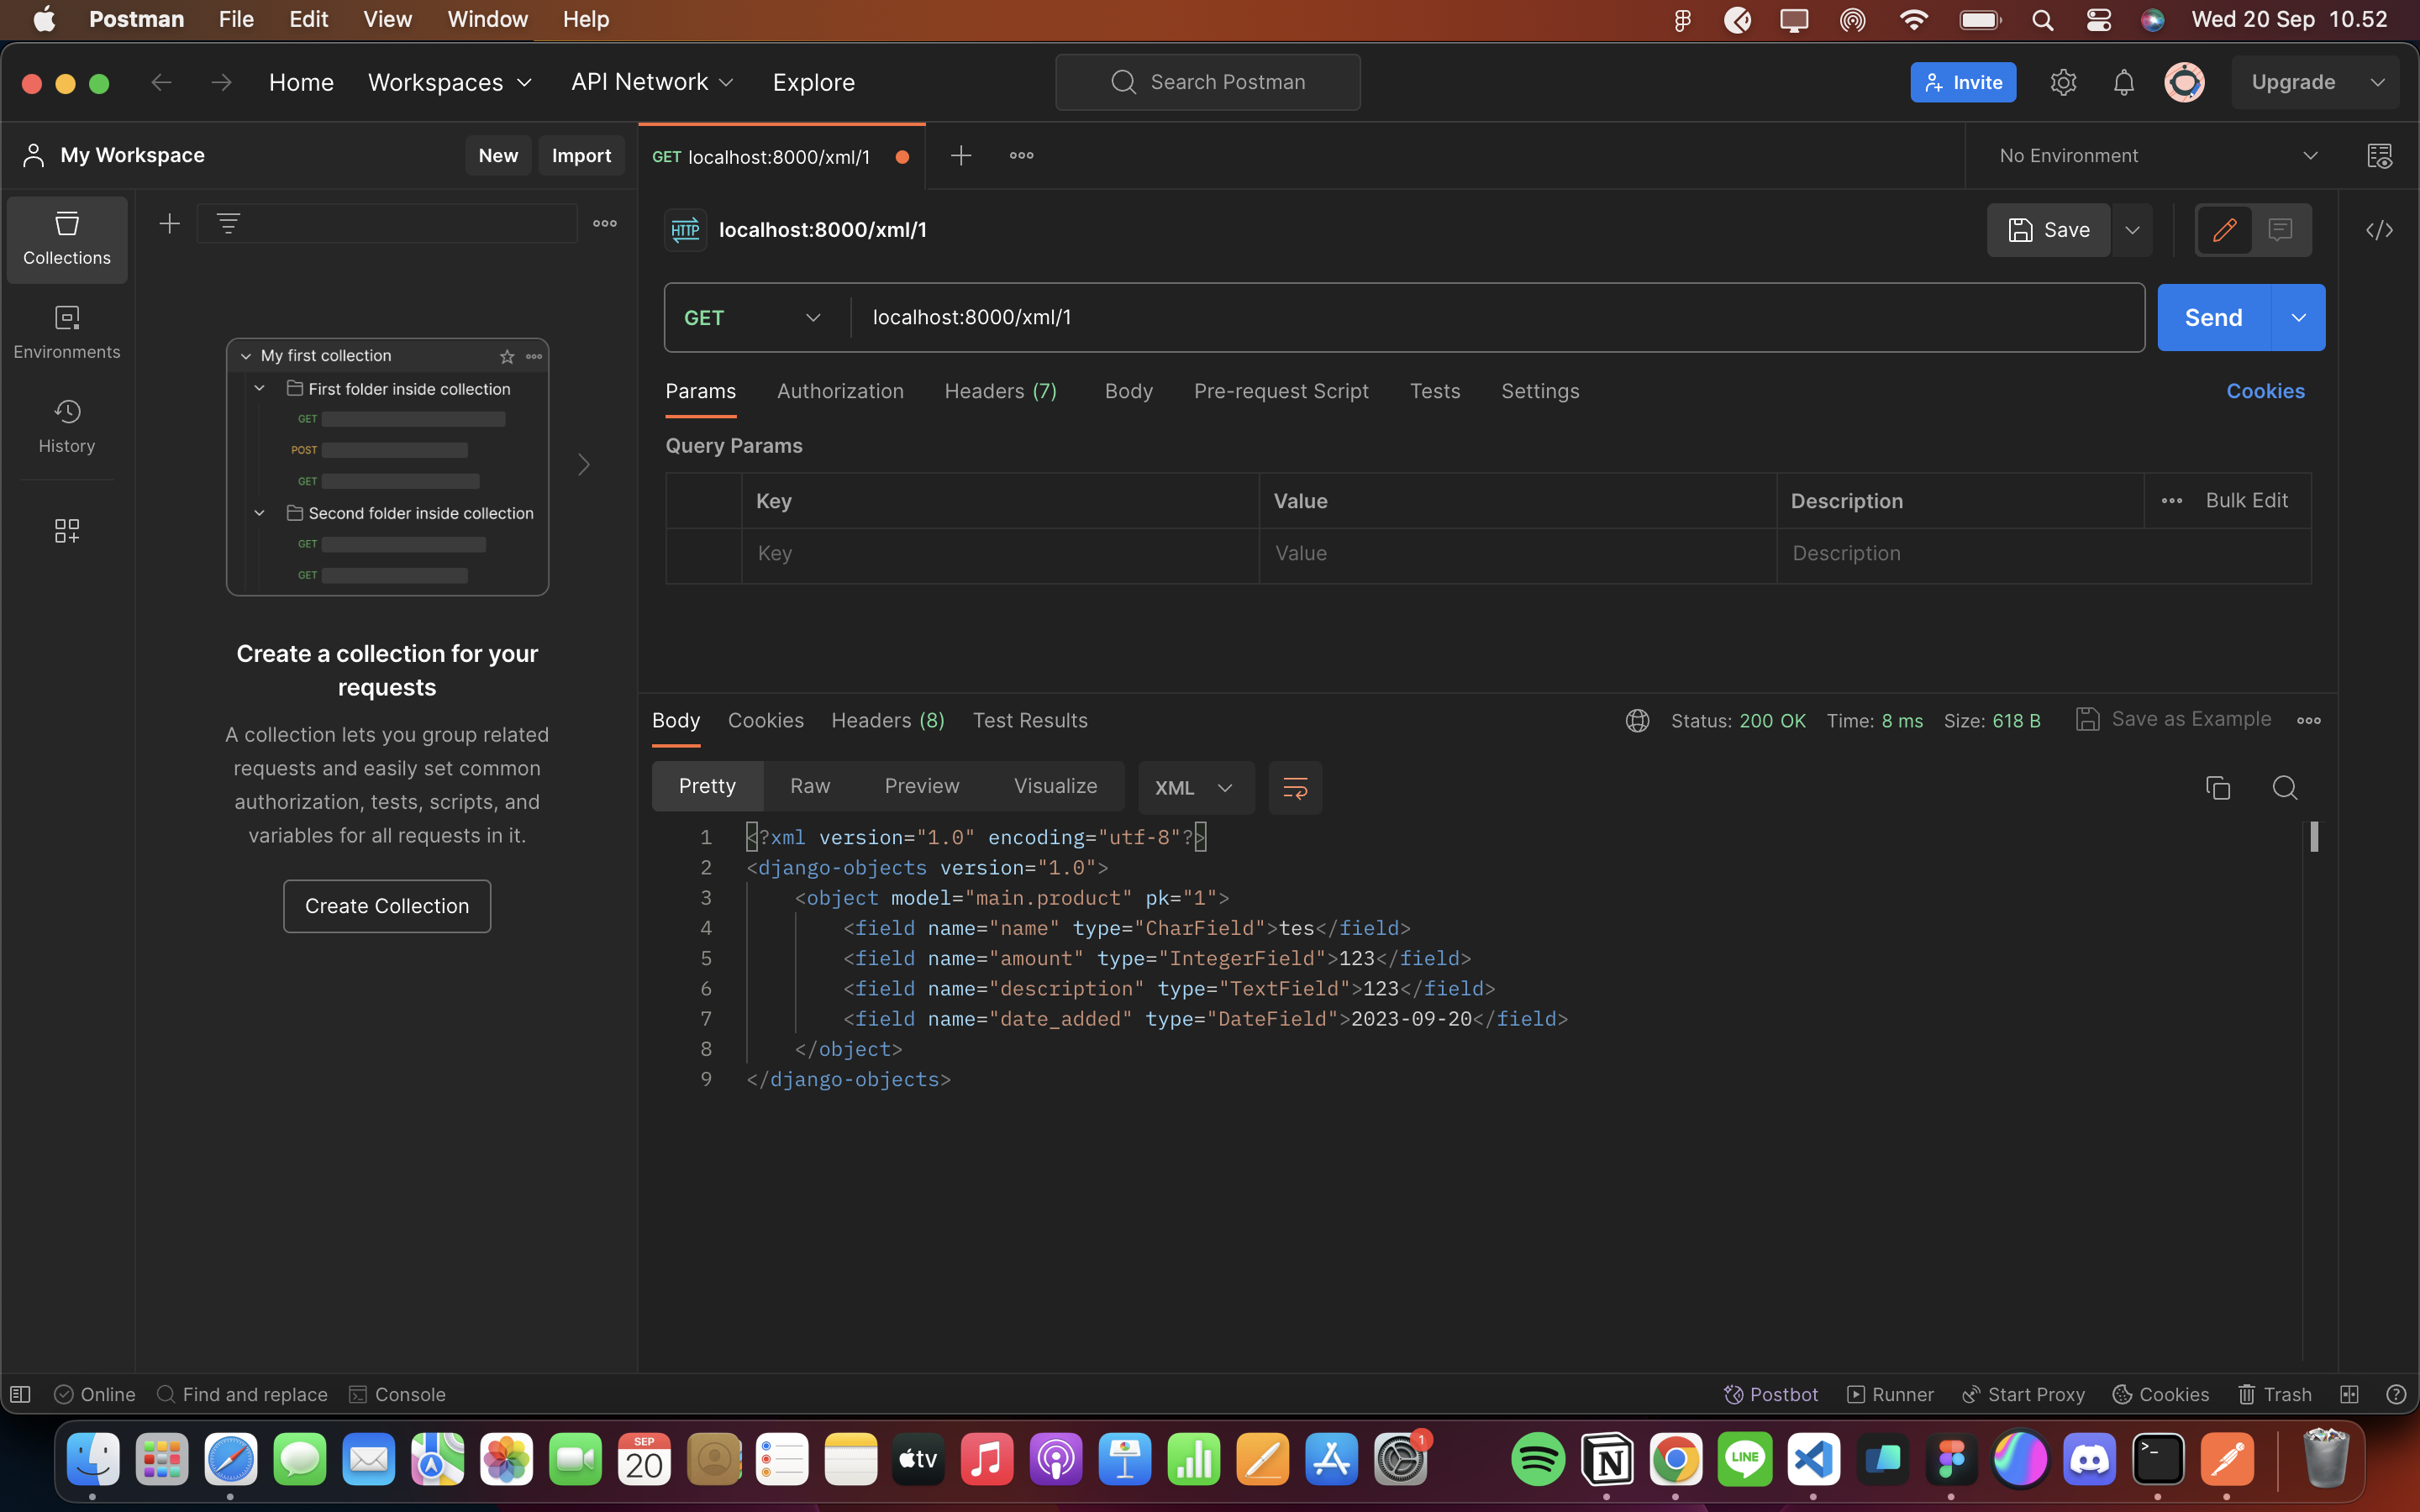 Postman File Edit View Window Help Wed 20 Sep 10.52
Home Workspaces API Network Explore Search Postman Invite Upgrade
My Workspace New Import GET localhost:8000/xml/1 No Environment
Collections
Environments
History
My first collection
First folder inside collection
GET
POST
GET
Second folder inside collection
GET
GET
Create a collection for your
requests
A collection lets you group related
requests and easily set common
authorization, tests, scripts, and
variables for all requests in it.
Create Collection
HTTP localhost:8000/xml/1 Save
GET localhost:8000/xml/1 Send
Params Authorization Headers (7) Body Pre-request Script Tests Settings Cookies
Query Params
Key Value Description Bulk Edit
Key Value Description
Body Cookies Headers (8) Test Results Status: 200 OK Time: 8 ms Size: 618 B Save as Example
Pretty Raw Preview Visualize XML
1 <?xml version="1.0" encoding="utf-8"?>
2 <django-objects version="1.0">
3 <object model="main.product" pk="1">
4 <field name="name" type="CharField">tes</field>
5 <field name="amount" type="IntegerField">123</field>
6 <field name="description" type="TextField">123</field>
7 <field name="date_added" type="DateField">2023-09-20</field>
8 </object>
9 </django-objects>
Online Find and replace Console Postbot Runner Start Proxy Cookies Trash
SEP
20
tv
1
LINE